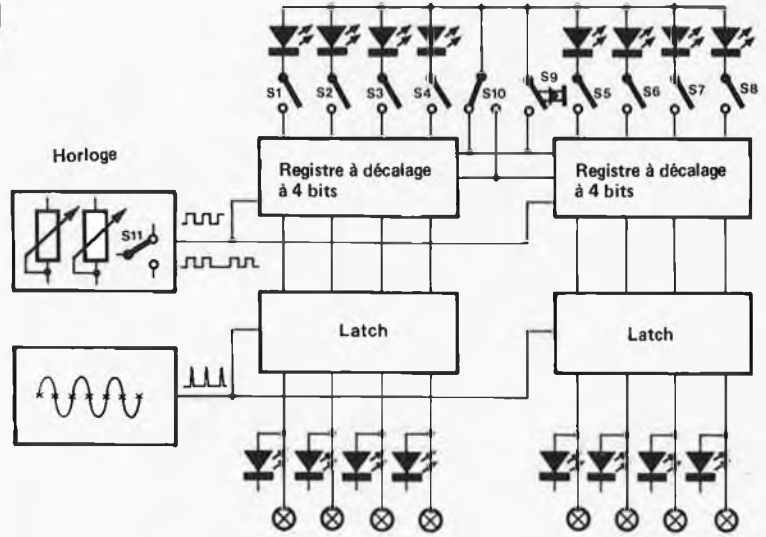 S1
S2
S3
S4
S10
S9
S5
S6
S7
S8
Horloge
Registre à décalage
à 4 bits
Registre à décalage
à 4 bits
S11
Latch
Latch